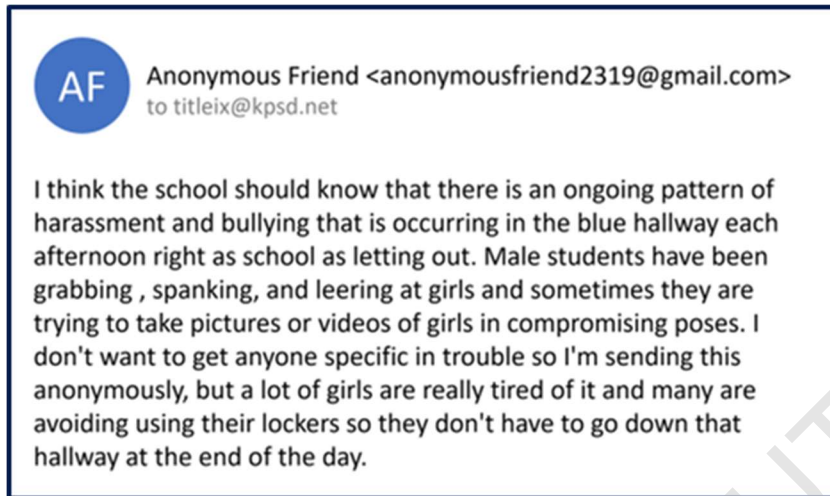 AF
Anonymous Friend <anonymousfriend2319@gmail.com>
to titleix@kpsd.net
I think the school should know that there is an ongoing pattern of
harassment and bullying that is occurring in the blue hallway each
afternoon right as school as letting out. Male students have been
grabbing , spanking, and leering at girls and sometimes they are
trying to take pictures or videos of girls in compromising poses. I
don't want to get anyone specific in trouble so I'm sending this
anonymously, but a lot of girls are really tired of it and many are
avoiding using their lockers so they don't have to go down that
hallway at the end of the day.